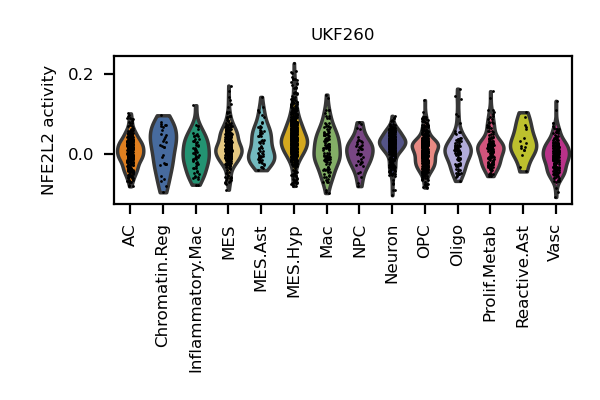 UKF260
NFE2L2 activity
0.2
0.0
AC
Chromatin.Reg
Inflammatory.Mac
MES
MES.Ast
MES.Hyp
Mac
NPC
Neuron
OPC
Oligo
Prolif.Metab
Reactive.Ast
Vasc